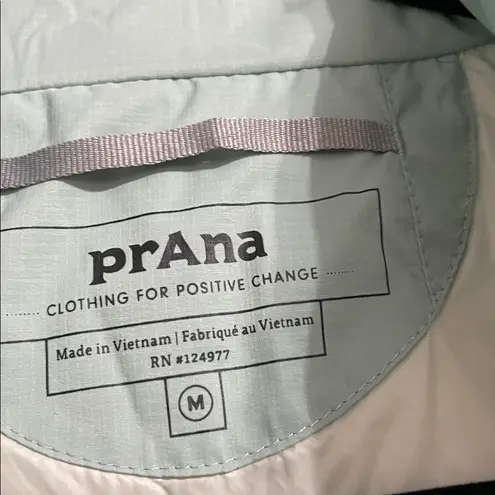 prAna
CLOTHING FOR POSITIVE CHANGE
Made in Vietnam | Fabriqué au Vietnam
RN #124977
M